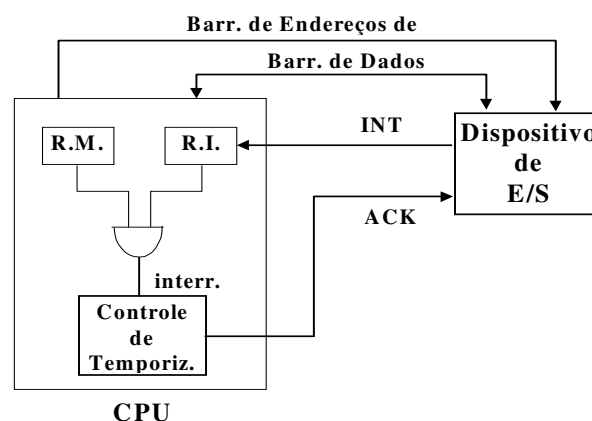 Barr. de Endereços de
Barr. de Dados
R.M.
R.I.
INT
Dispositivo
de
E/S
ACK
interr.
Controle
de
Temporiz.
CPU